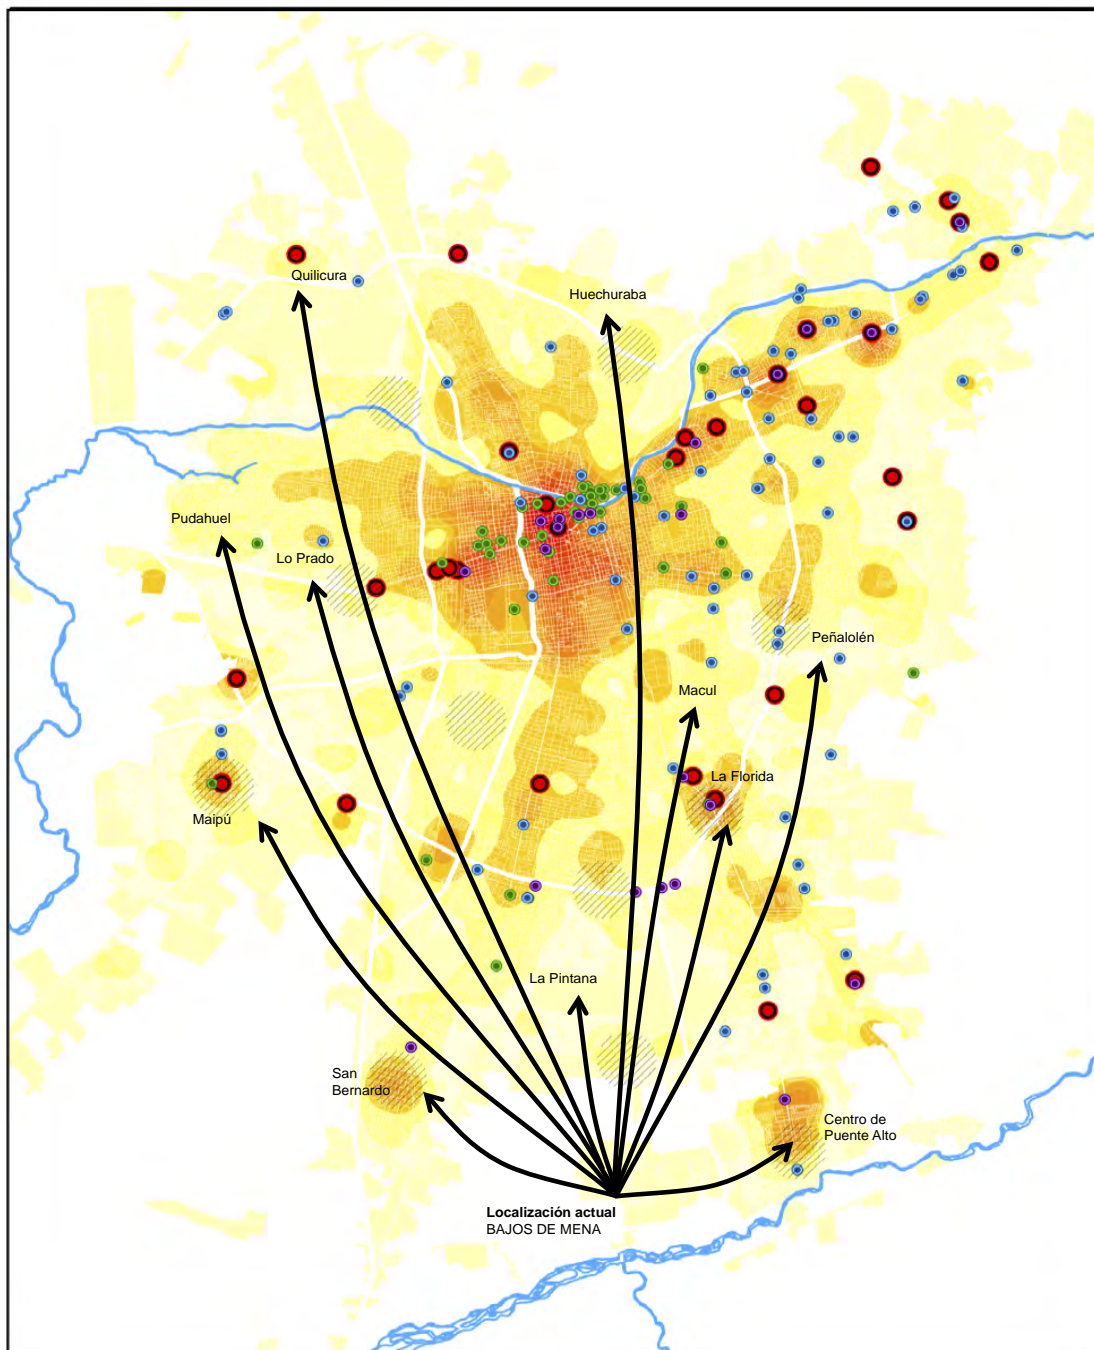 Quilicura
Huechuraba
Pudahuel
Lo Prado
Peñalolén
Macul
La Florida
Maipú
La Pintana
San
Bernardo
Centro de
Puente Alto
Localización actual
BAJOS DE MENA